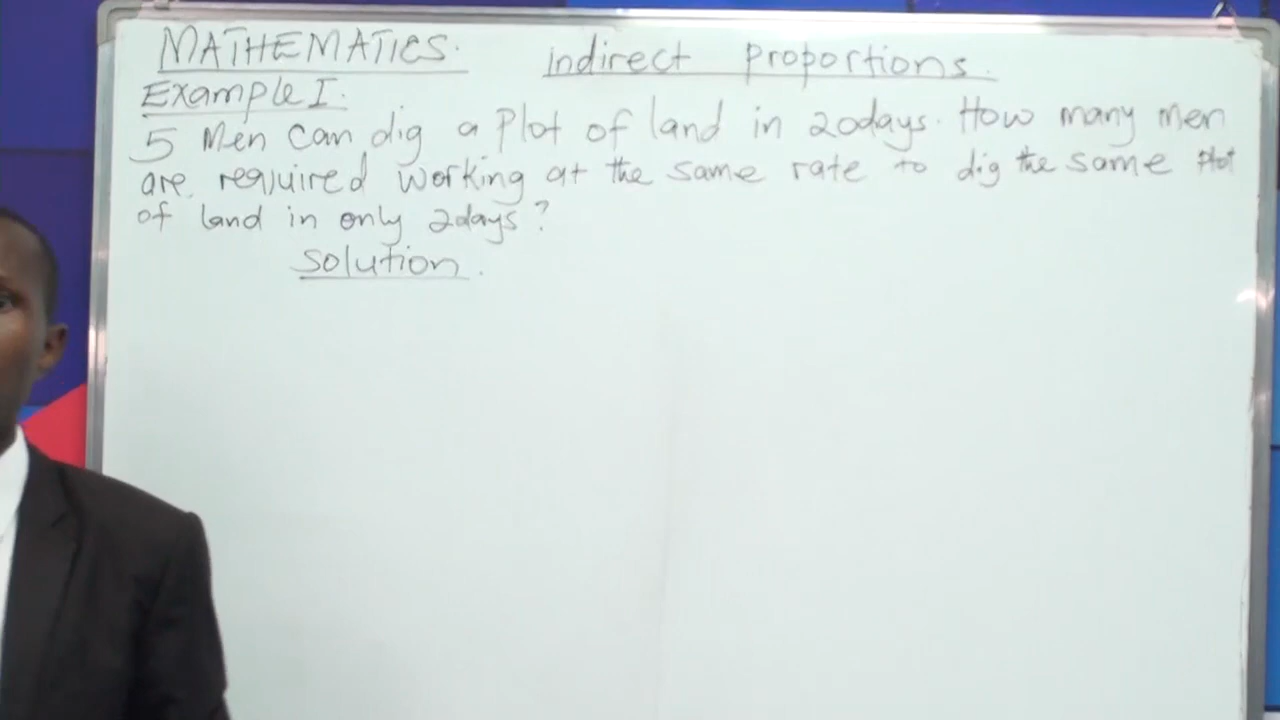 MATHEMATICS. Indirect proportions.
Example I.
5 Men can dig a plot of land in 20days. How many men
are required working at the same rate to dig the same plot
of land in only 2days?
Solution.